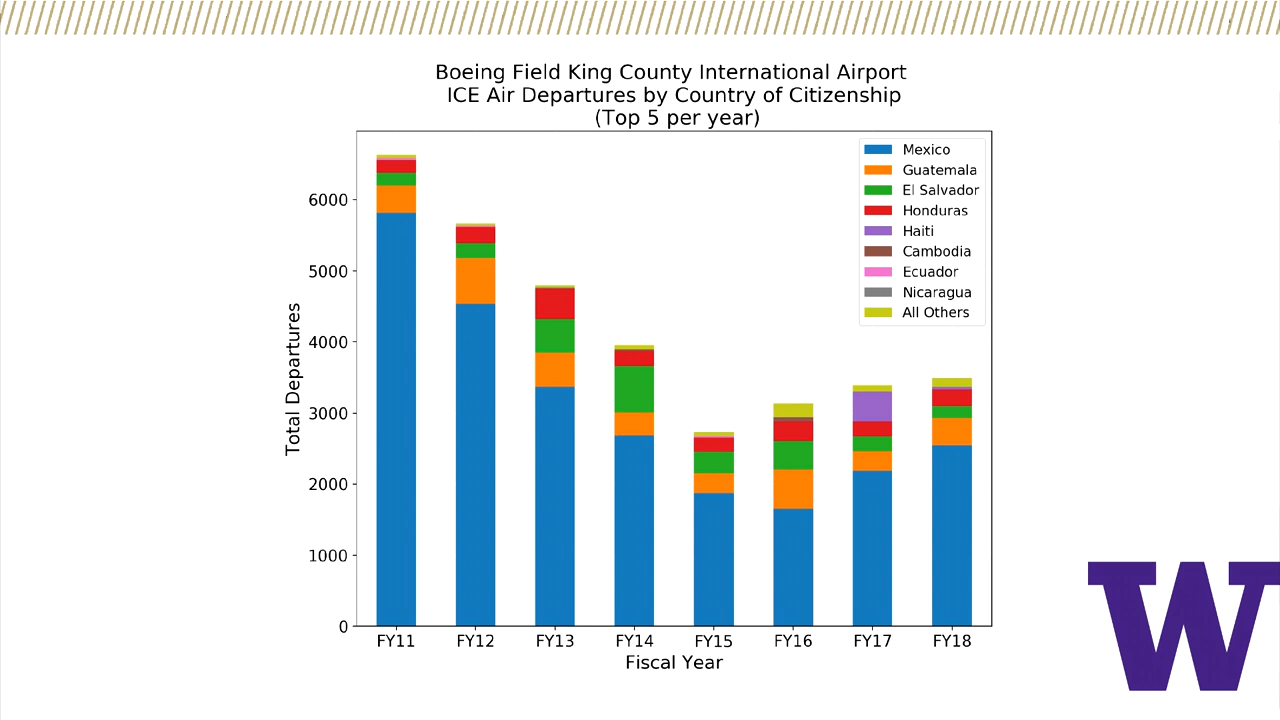 Boeing Field King County International Airport
ICE Air Departures by Country of Citizenship
(Top 5 per year)
Mexico
Guatemala
El Salvador
Honduras
Haiti
Cambodia
Ecuador
Nicaragua
All Others
Total Departures
6000
5000
4000
3000
2000
1000
0
FY11 FY12 FY13 FY14 FY15 FY16 FY17 FY18
Fiscal Year
W